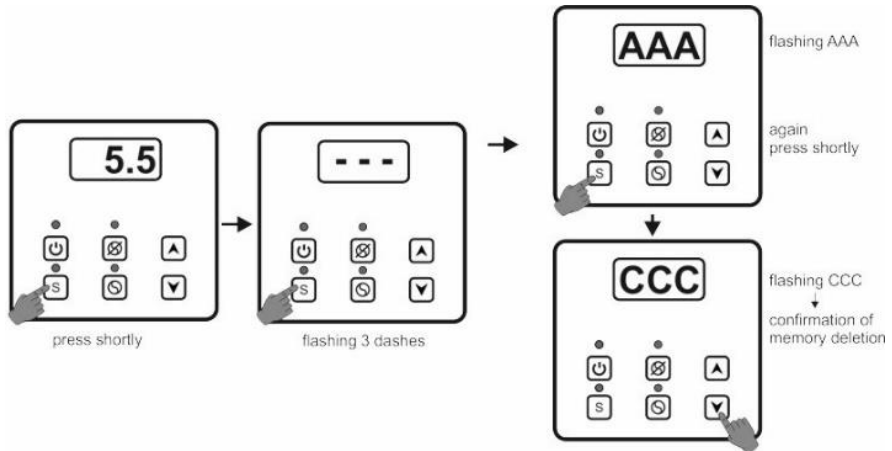 5.5
S
press shortly
- - -
S
flashing 3 dashes
AAA
flashing AAA
again
press shortly
S
CCC
flashing CCC
confirmation of
memory deletion
S